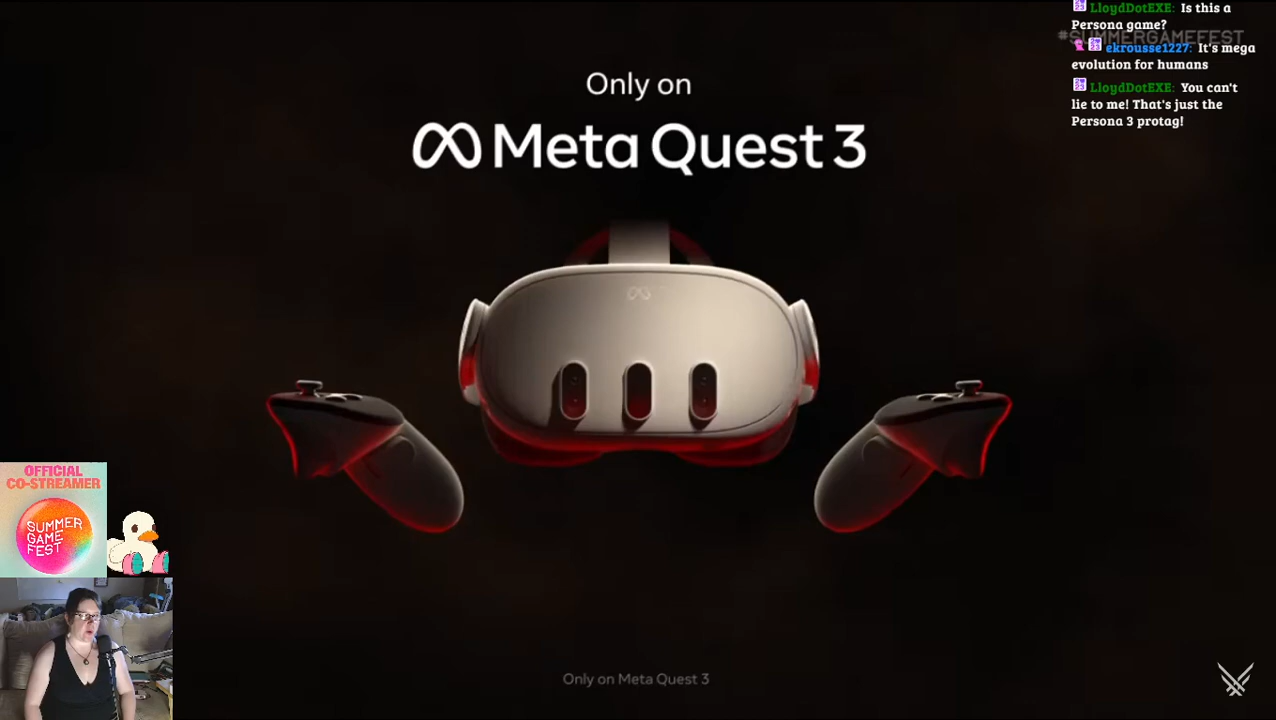 LloydDotEXE: Is this a
Persona game?
#SUMMERGAMEFEST
ekrousse1227: It's mega
evolution for humans
LloydDotEXE: You can't
lie to me! That's just the
Persona 3 protag!
Only on
Meta Quest 3
OFFICIAL
CO-STREAMER
SUMMER
GAME
FEST
Only on Meta Quest 3